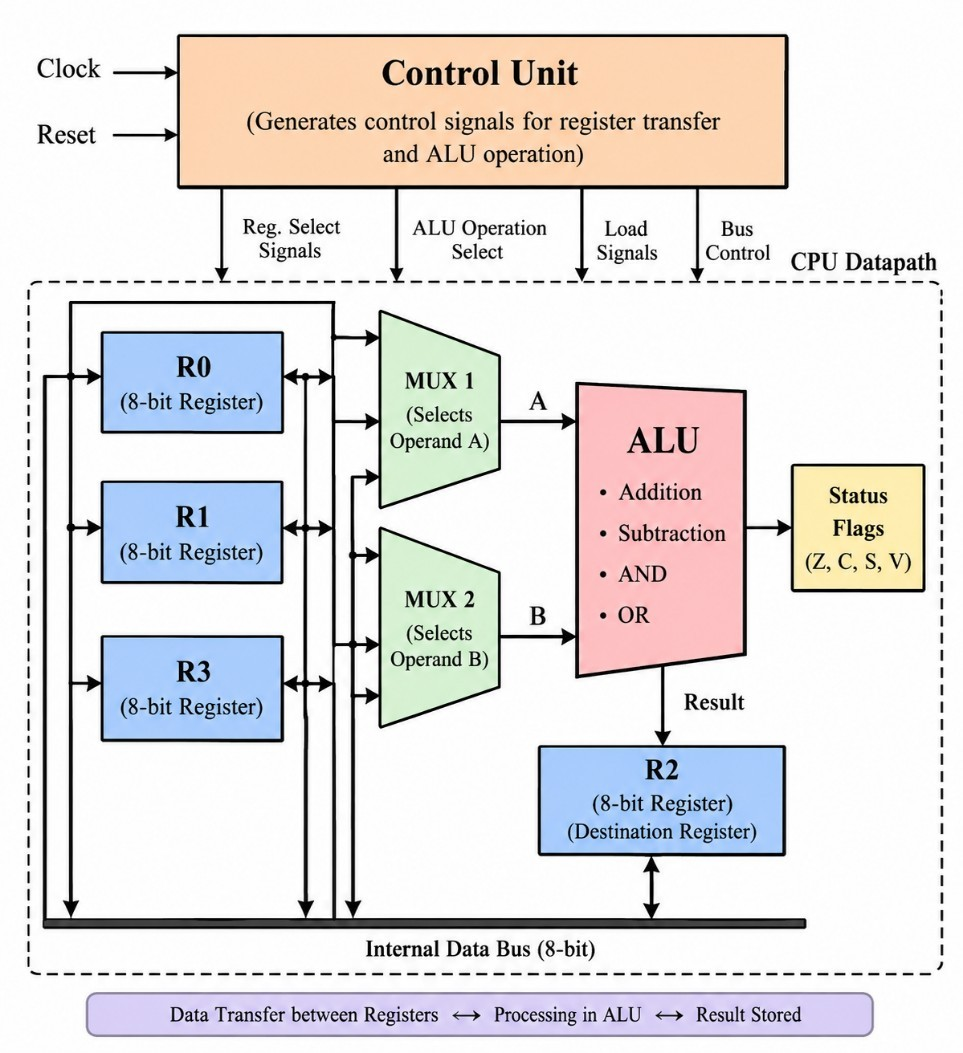 Clock
Reset
Control Unit
(Generates control signals for register transfer
and ALU operation)
Reg. Select
Signals
ALU Operation
Select
Load
Signals
Bus
Control
CPU Datapath
R0
(8-bit Register)
R1
(8-bit Register)
R3
(8-bit Register)
MUX 1
(Selects
Operand A)
MUX 2
(Selects
Operand B)
A
B
ALU
• Addition
• Subtraction
• AND
• OR
Status
Flags
(Z, C, S, V)
Result
R2
(8-bit Register)
(Destination Register)
Internal Data Bus (8-bit)
Data Transfer between Registers ↔ Processing in ALU ↔ Result Stored